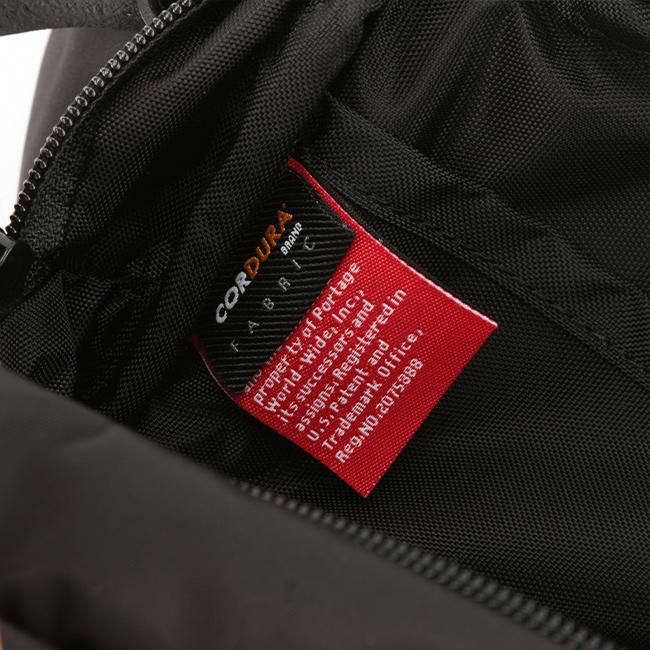 CORDURA®
BRAND
FABRIC
property of Portage
World-Wide, Inc.,
its successors and
assigns. Registered in
U.S. Patent and
Trademark Office,
Reg.NO.2075388